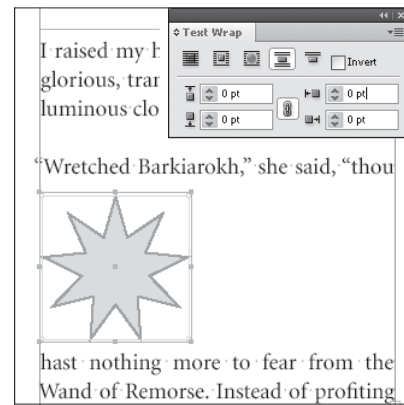 Text Wrap
Invert
0 pt
0 pt
0 pt
0 pt
I raised my h
glorious, tran
luminous clo
“Wretched Barkiarokh,” she said, “thou
hast nothing more to fear from the
Wand of Remorse. Instead of profiting